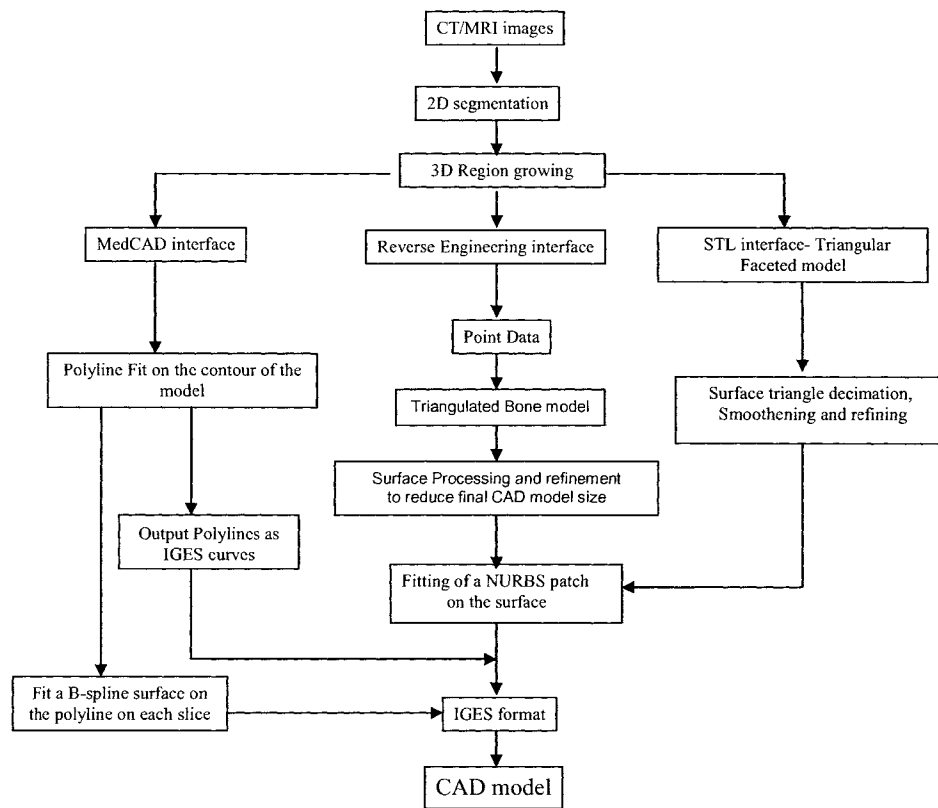 CT/MRI images
2D segmentation
3D Region growing
MedCAD interface
Reverse Engineering interface
STL interface- Triangular
Faceted model
Point Data
Polyline Fit on the contour of the
model
Triangulated Bone model
Surface triangle decimation,
Smoothening and refining
Surface Processing and refinement
to reduce final CAD model size
Output Polylines as
IGES curves
Fitting of a NURBS patch
on the surface
Fit a B-spline surface on
the polyline on each slice
IGES format
CAD model